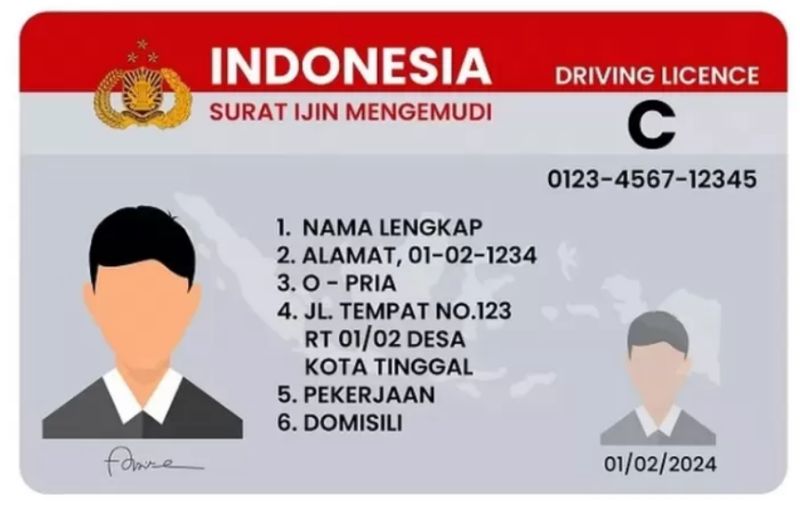 INDONESIA
SURAT IJIN MENGEMUDI
DRIVING LICENCE
C
0123-4567-12345
1. NAMA LENGKAP
2. ALAMAT, 01-02-1234
3. O - PRIA
4. JL. TEMPAT NO.123
RT 01/02 DESA
KOTA TINGGAL
5. PEKERJAAN
6. DOMISILI
01/02/2024